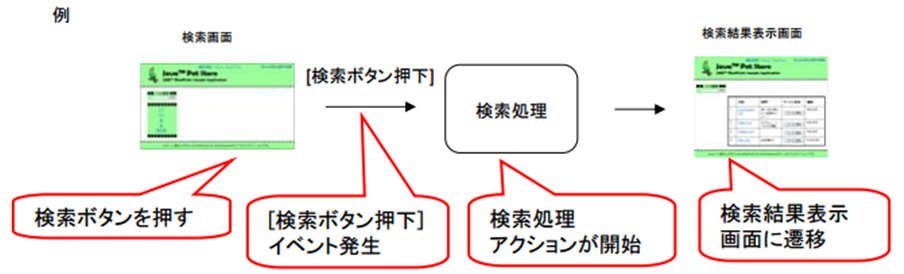 例
検索画面
検索結果表示画面
Java™ Pet Store
[検索ボタン押下]
検索処理
Java™ Pet Store
検索ボタンを押す
[検索ボタン押下]
イベント発生
検索処理
アクションが開始
検索結果表示
画面に遷移